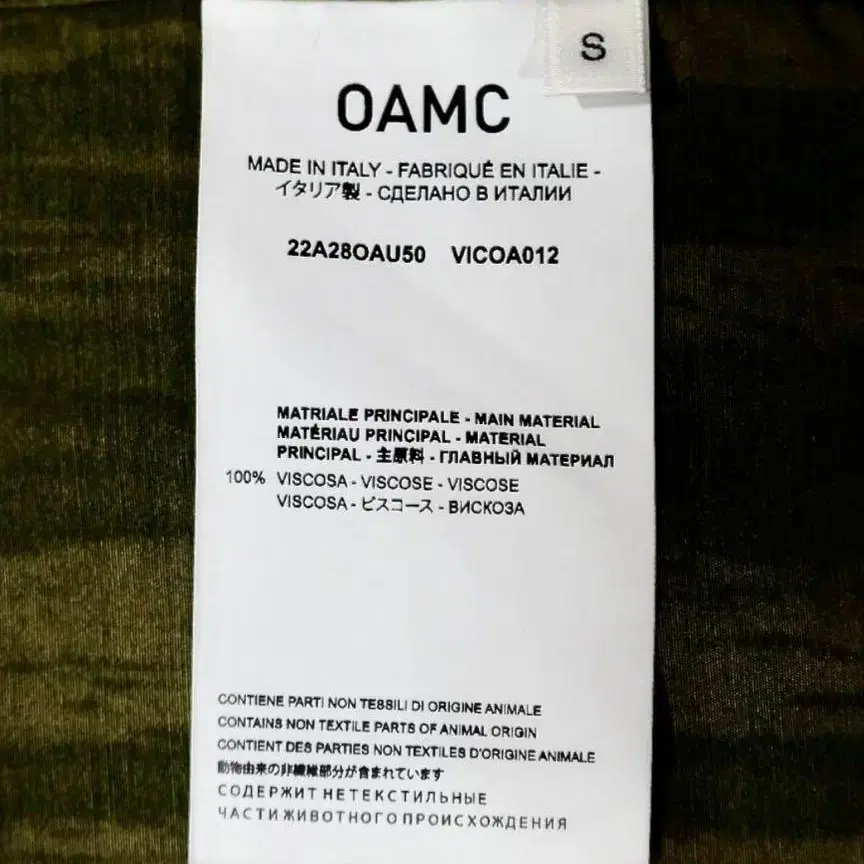 S
OAMC
MADE IN ITALY - FABRIQUÉ EN ITALIE -
イタリア製 - СДЕЛАНО В ИТАЛИИ
22A28OAU50 VICOA012
MATRIALE PRINCIPALE - MAIN MATERIAL
MATÉRIAU PRINCIPAL - MATERIAL
PRINCIPAL - 主原料 - ГЛАВНЫЙ МАТЕРИАЛ
100% VISCOSA - VISCOSE - VISCOSE
VISCOSA - ビスコース - ВИСКОЗА
CONTIENE PARTI NON TESSILI DI ORIGINE ANIMALE
CONTAINS NON TEXTILE PARTS OF ANIMAL ORIGIN
CONTIENT DES PARTIES NON TEXTILES D'ORIGINE ANIMALE
動物由来の非繊維部分が含まれています
СОДЕРЖИТ НЕТЕКСТИЛЬНЫЕ
ЧАСТИ ЖИВОТНОГО ПРОИСХОЖДЕНИЯ